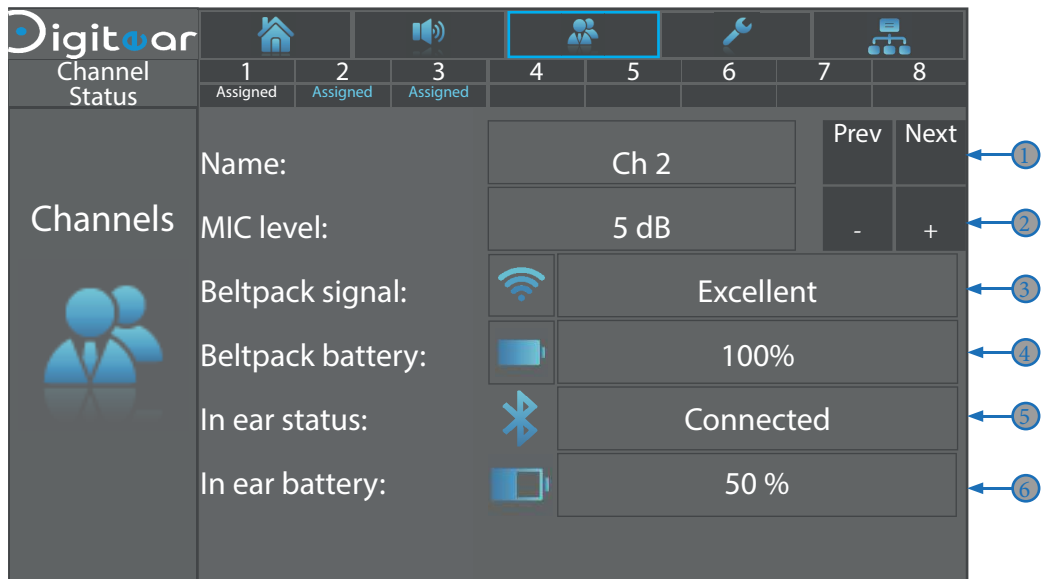 Digitear
Channel 1 2 3 4 5 6 7 8
Status Assigned Assigned Assigned
Channels
Name: Ch 2 Prev Next 1
MIC level: 5 dB - + 2
Beltpack signal: Excellent 3
Beltpack battery: 100% 4
In ear status: Connected 5
In ear battery: 50 % 6